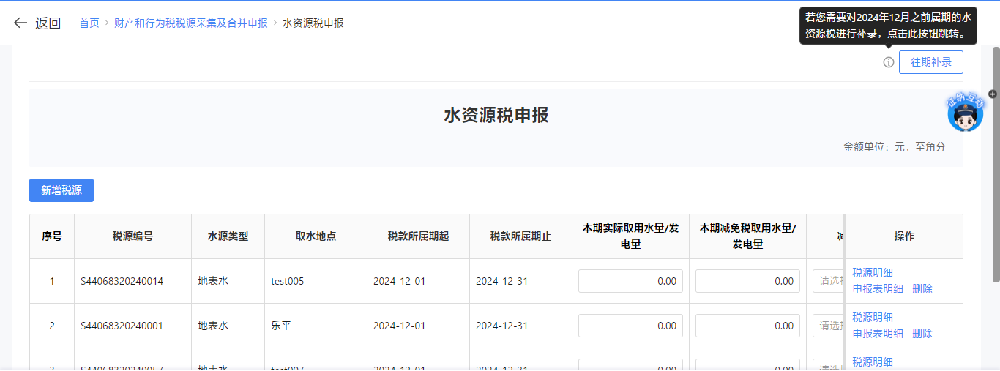 返回 首页 > 财产和行为税税源采集及合并申报 > 水资源税申报
若您需要对2024年12月之前属期的水
资源税进行补录，点击此按钮跳转。
往期补录
水资源税申报
征纳互动
金额单位：元，至角分
新增税源
序号 税源编号 水源类型 取水地点 税款所属期起 税款所属期止 本期实际取用水量/发 本期减免税取用水量/ 操作
电量 发电量
1 S44068320240014 地表水 test005 2024-12-01 2024-12-31 0.00 0.00 请选 税源明细
申报表明细 删除
2 S44068320240001 地表水 乐平 2024-12-01 2024-12-31 0.00 0.00 请选 税源明细
申报表明细 删除
3 S44068320240057 地表水 test007 2024-12-01 2024-12-31 0.00 0.00 请选 税源明细